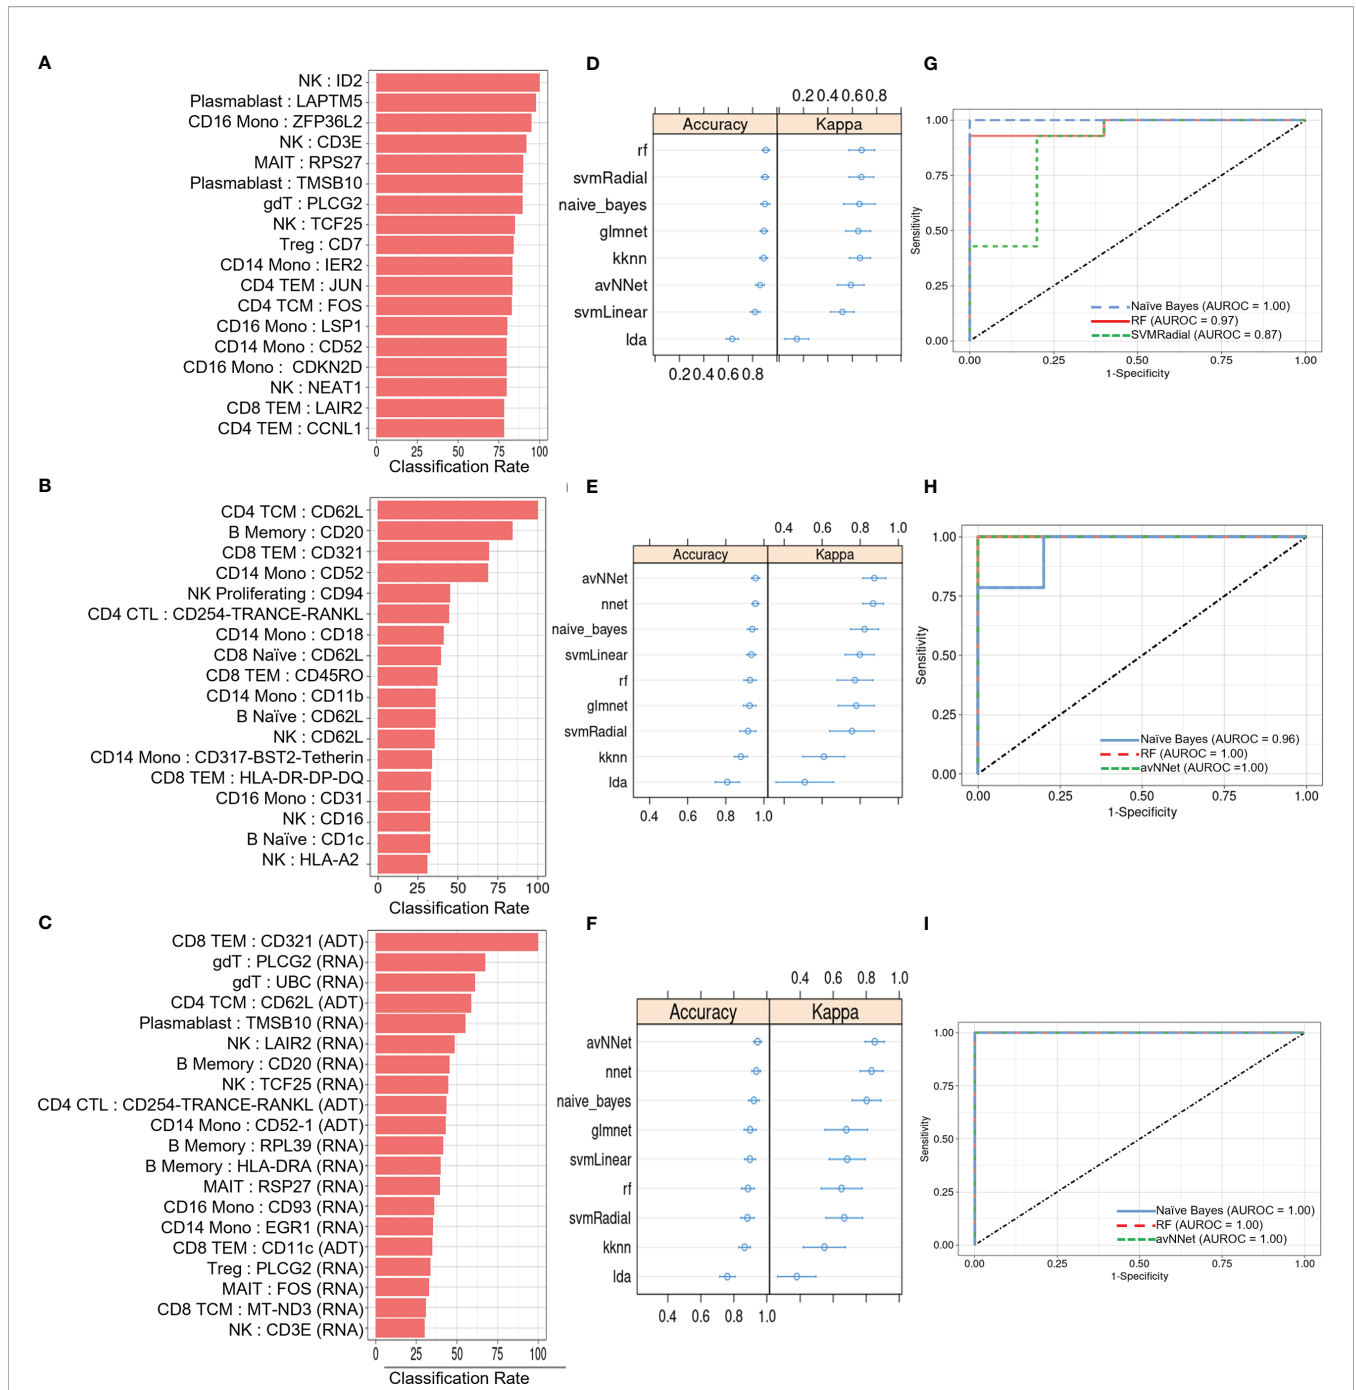 A
NK : ID2
Plasmablast : LAPTM5
CD16 Mono : ZFP36L2
NK : CD3E
MAIT : RPS27
Plasmablast : TMSB10
gdT : PLCG2
NK : TCF25
Treg : CD7
CD14 Mono : IER2
CD4 TEM : JUN
CD4 TCM : FOS
CD16 Mono : LSP1
CD14 Mono : CD52
CD16 Mono : CDKN2D
NK : NEAT1
CD8 TEM : LAIR2
CD4 TEM : CCNL1
0 25 50 75 100
Classification Rate
D
0.2 0.4 0.6 0.8
Accuracy Kappa
rf
svmRadial
naive_bayes
glmnet
kknn
avNNet
svmLinear
lda
0.2 0.4 0.6 0.8
G
1.00
0.75
0.50
0.25
0.00
Sensitivity
Naïve Bayes (AUROC = 1.00)
RF (AUROC = 0.97)
SVMRadial (AUROC = 0.87)
0.00 0.25 0.50 0.75 1.00
1-Specificity
B
CD4 TCM : CD62L
B Memory : CD20
CD8 TEM : CD321
CD14 Mono : CD52
NK Proliferating : CD94
CD4 CTL : CD254-TRANCE-RANKL
CD14 Mono : CD18
CD8 Naïve : CD62L
CD8 TEM : CD45RO
CD14 Mono : CD11b
B Naïve : CD62L
NK : CD62L
CD14 Mono : CD317-BST2-Tetherin
CD8 TEM : HLA-DR-DP-DQ
CD16 Mono : CD31
NK : CD16
B Naïve : CD1c
NK : HLA-A2
0 25 50 75 100
Classification Rate
E
0.4 0.6 0.8 1.0
Accuracy Kappa
avNNet
nnet
naive_bayes
svmLinear
rf
glmnet
svmRadial
kknn
lda
0.4 0.6 0.8 1.0
H
1.00
0.75
0.50
0.25
0.00
Sensitivity
Naïve Bayes (AUROC = 0.96)
RF (AUROC = 1.00)
avNNet (AUROC =1.00)
0.00 0.25 0.50 0.75 1.00
1-Specificity
C
CD8 TEM : CD321 (ADT)
gdT : PLCG2 (RNA)
gdT : UBC (RNA)
CD4 TCM : CD62L (ADT)
Plasmablast : TMSB10 (RNA)
NK : LAIR2 (RNA)
B Memory : CD20 (RNA)
NK : TCF25 (RNA)
CD4 CTL : CD254-TRANCE-RANKL (ADT)
CD14 Mono : CD52-1 (ADT)
B Memory : RPL39 (RNA)
B Memory : HLA-DRA (RNA)
MAIT : RSP27 (RNA)
CD16 Mono : CD93 (RNA)
CD14 Mono : EGR1 (RNA)
CD8 TEM : CD11c (ADT)
Treg : PLCG2 (RNA)
MAIT : FOS (RNA)
CD8 TCM : MT-ND3 (RNA)
NK : CD3E (RNA)
0 25 50 75 100
Classification Rate
F
0.4 0.6 0.8 1.0
Accuracy Kappa
avNNet
nnet
naive_bayes
glmnet
svmLinear
rf
svmRadial
kknn
lda
0.4 0.6 0.8 1.0
I
1.00
0.75
0.50
0.25
0.00
Sensitivity
Naïve Bayes (AUROC = 1.00)
RF (AUROC = 1.00)
avNNet (AUROC = 1.00)
0.00 0.25 0.50 0.75 1.00
1-Specificity